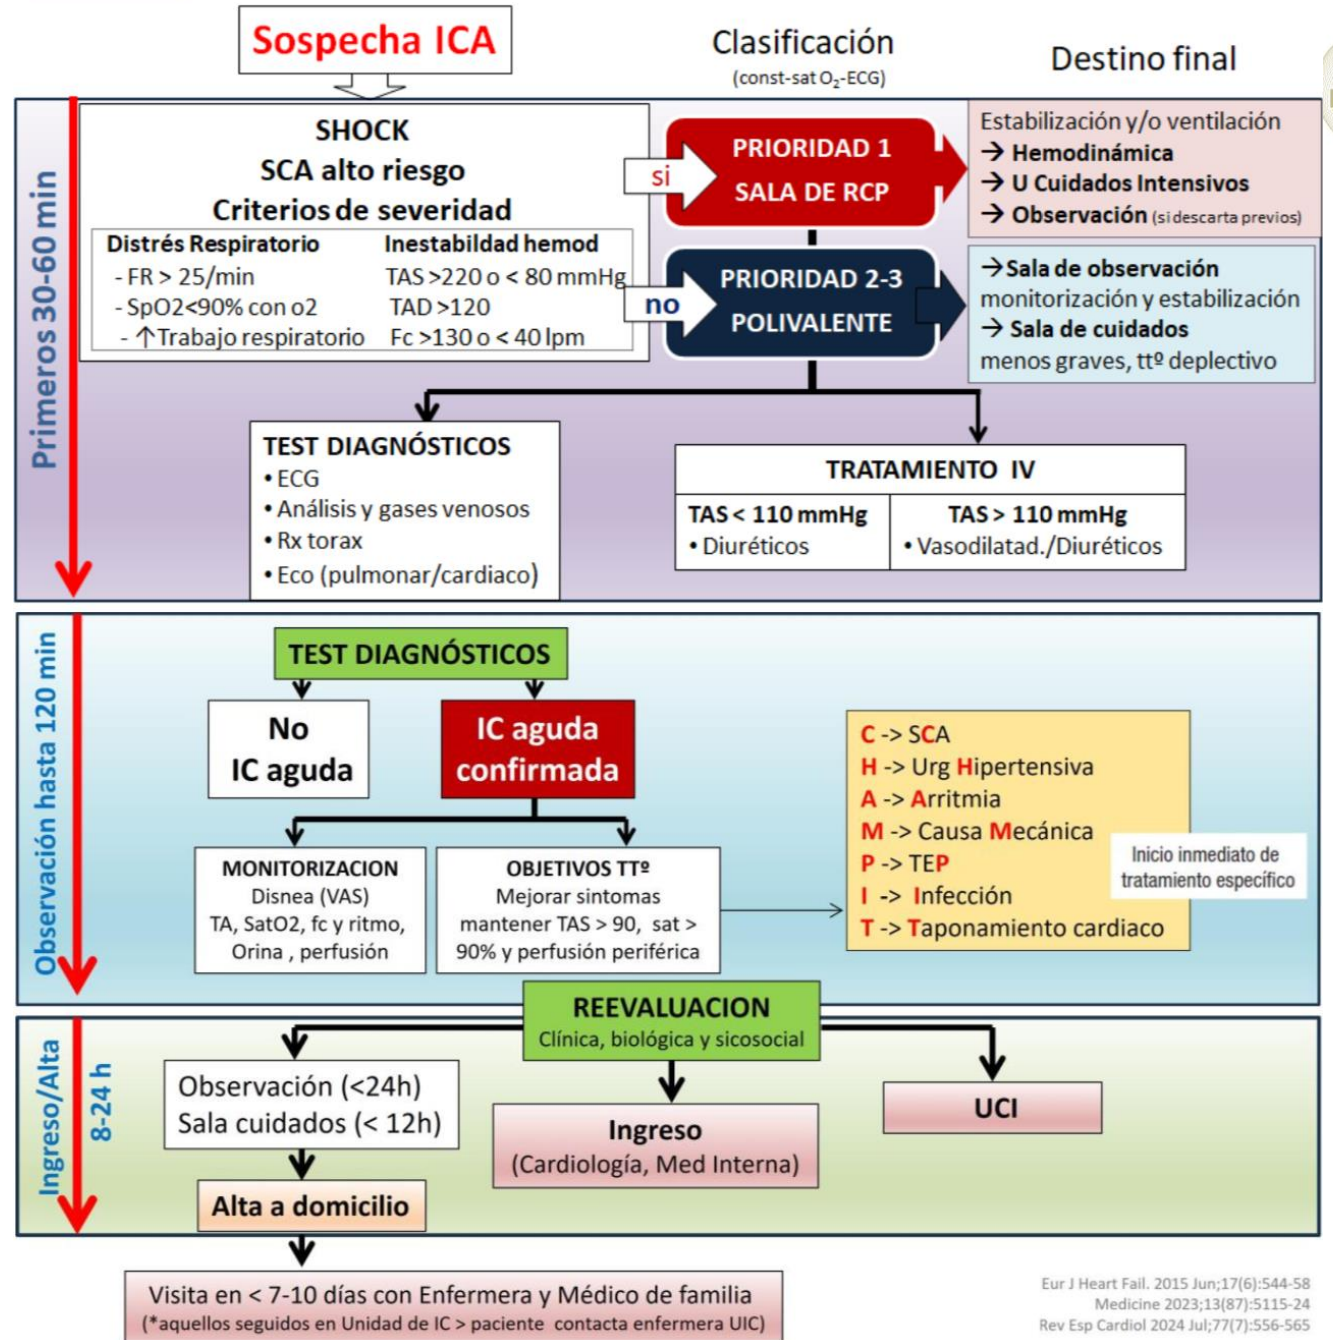 Sospecha ICA
Clasificación
(const-sat O₂-ECG)
Destino final
Primeros 30-60 min
SHOCK
SCA alto riesgo
Criterios de severidad
Distrés Respiratorio
- FR > 25/min
- SpO2<90% con o2
- ↑Trabajo respiratorio
Inestabildad hemod
TAS >220 o < 80 mmHg
TAD >120
Fc >130 o < 40 lpm
si
PRIORIDAD 1
SALA DE RCP
Estabilización y/o ventilación
→ Hemodinámica
→ U Cuidados Intensivos
→ Observación (si descarta previos)
no
PRIORIDAD 2-3
POLIVALENTE
→Sala de observación
monitorización y estabilización
→ Sala de cuidados
menos graves, ttº deplectivo
TEST DIAGNÓSTICOS
• ECG
• Análisis y gases venosos
• Rx torax
• Eco (pulmonar/cardiaco)
TRATAMIENTO IV
TAS < 110 mmHg
• Diuréticos
TAS > 110 mmHg
• Vasodilatad./Diuréticos
Observación hasta 120 min
TEST DIAGNÓSTICOS
No
IC aguda
IC aguda
confirmada
MONITORIZACION
Disnea (VAS)
TA, SatO2, fc y ritmo,
Orina , perfusión
OBJETIVOS TTº
Mejorar sintomas
mantener TAS > 90, sat >
90% y perfusión periférica
C -> SCA
H -> Urg Hipertensiva
A -> Arritmia
M -> Causa Mecánica
P -> TEP
I -> Infección
T -> Taponamiento cardiaco
Inicio inmediato de
tratamiento específico
Ingreso/Alta
8-24 h
REEVALUACION
Clínica, biológica y sicosocial
Observación (<24h)
Sala cuidados (< 12h)
Ingreso
(Cardiología, Med Interna)
UCI
Alta a domicilio
Visita en < 7-10 días con Enfermera y Médico de familia
(*aquellos seguidos en Unidad de IC > paciente contacta enfermera UIC)
Eur J Heart Fail. 2015 Jun;17(6):544-58
Medicine 2023;13(87):5115-24
Rev Esp Cardiol 2024 Jul;77(7):556-565